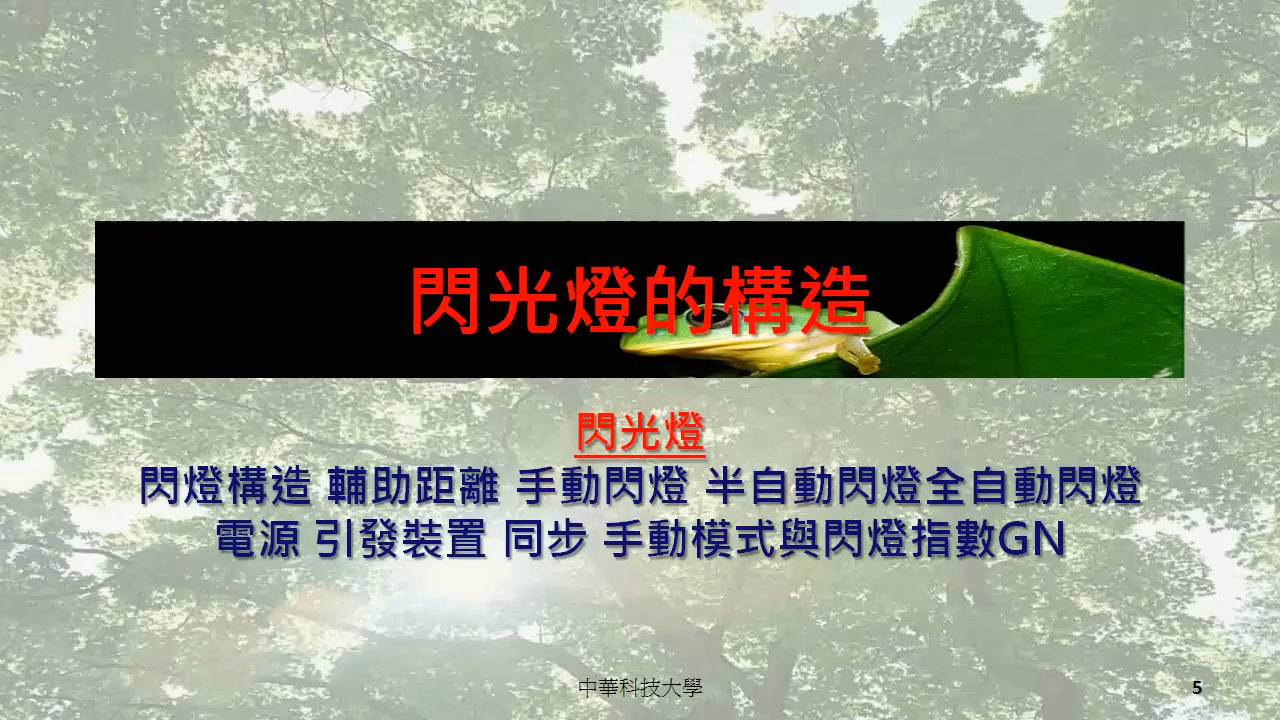 閃光燈的構造
閃光燈
閃燈構造 輔助距離 手動閃燈 半自動閃燈全自動閃燈
電源 引發裝置 同步 手動模式與閃燈指數GN
中華科技大學
5